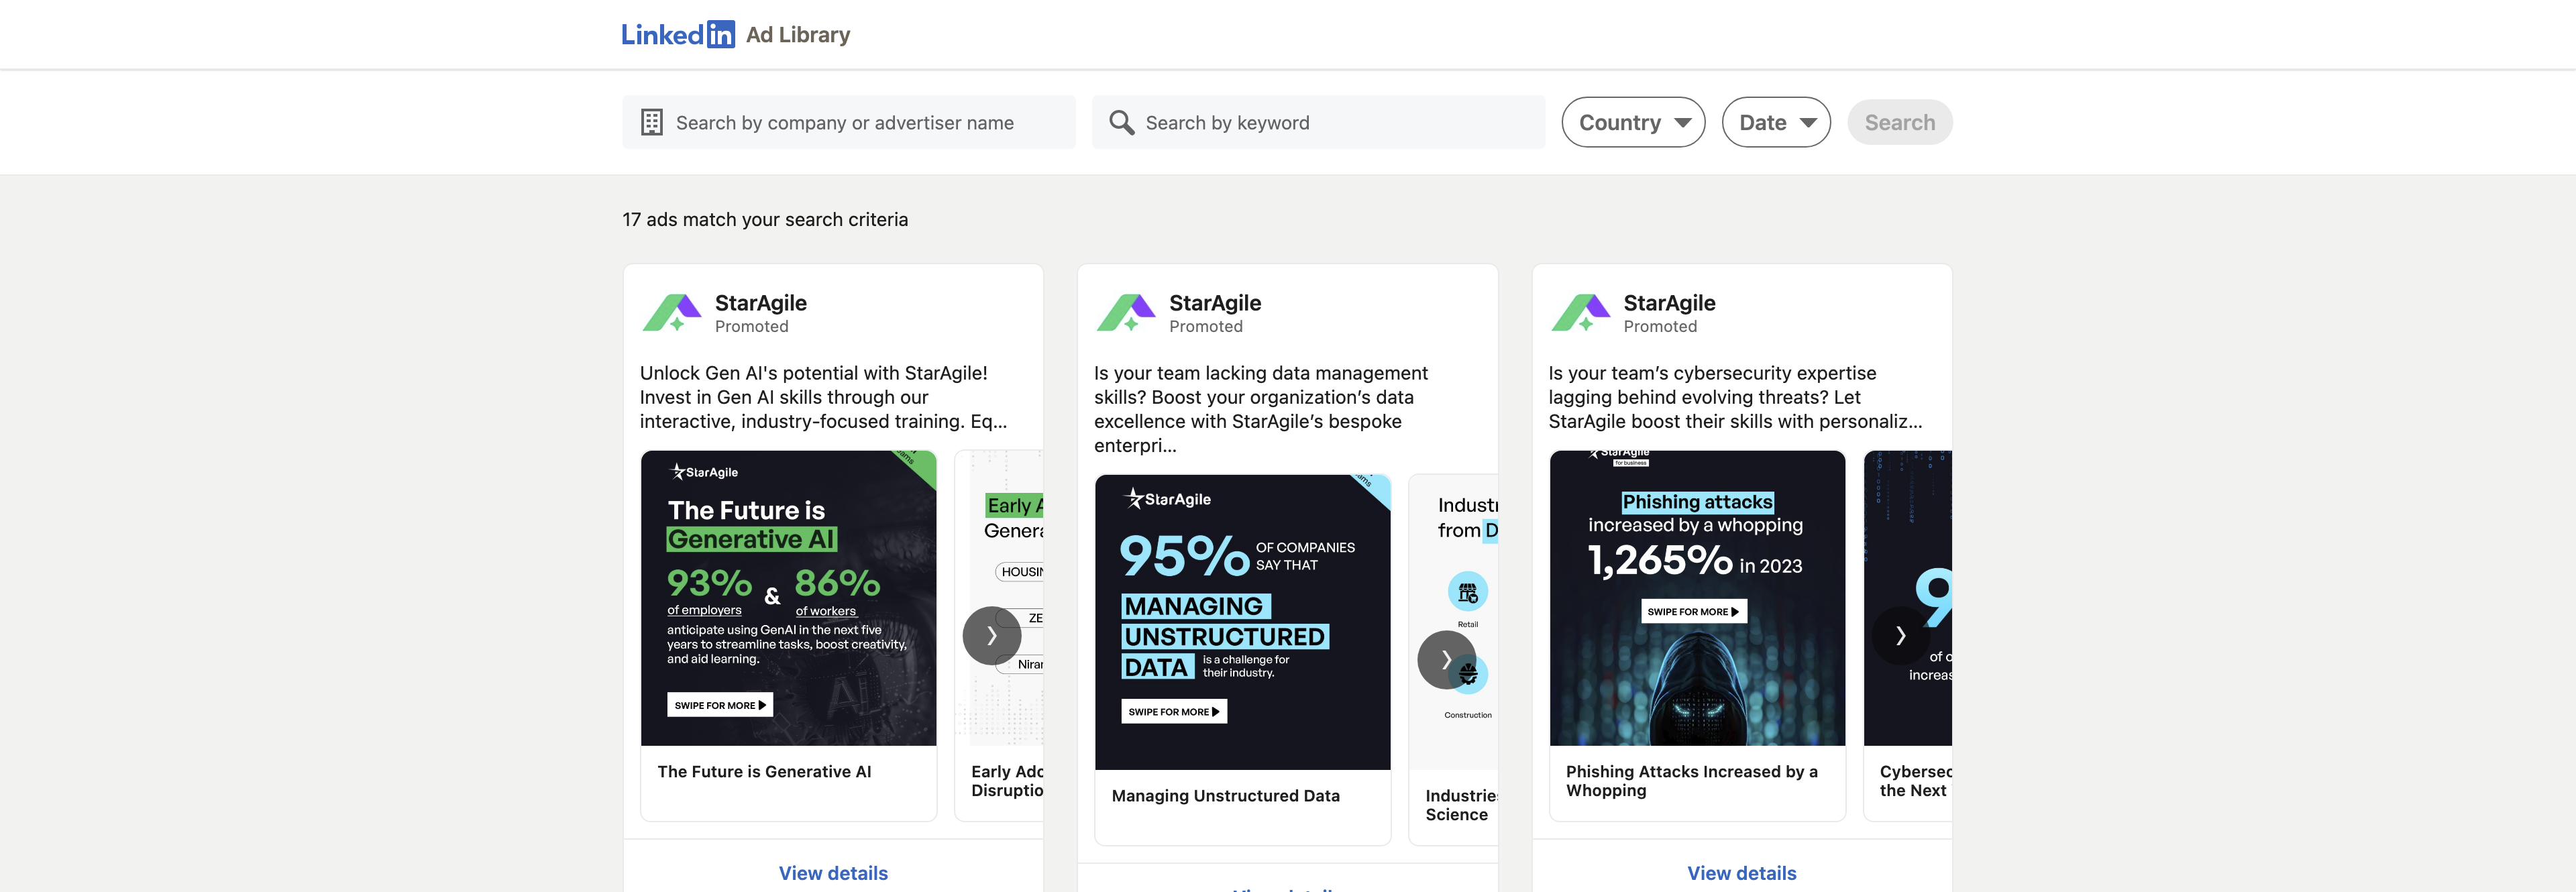 Linked in Ad Library
Search by company or advertiser name
Search by keyword
Country
Date
Search
17 ads match your search criteria
StarAgile
Promoted
Unlock Gen AI's potential with StarAgile!
Invest in Gen AI skills through our
interactive, industry-focused training. Eq...
StarAgile
The Future is
Generative AI
93% & 86%
of employers of workers
anticipate using GenAI in the next five
years to streamline tasks, boost creativity,
and aid learning.
SWIPE FOR MORE
The Future is Generative AI
Early A
Genera
HOUSIN
ZE
Niran
Early Ado
Disruptio
View details
StarAgile
Promoted
Is your team lacking data management
skills? Boost your organization’s data
excellence with StarAgile’s bespoke
enterpri...
StarAgile
95% OF COMPANIES
SAY THAT
MANAGING
UNSTRUCTURED
DATA is a challenge for
their industry.
SWIPE FOR MORE
Managing Unstructured Data
Industr
from D
Retail
Construction
Industries
Science
StarAgile
Promoted
Is your team’s cybersecurity expertise
lagging behind evolving threats? Let
StarAgile boost their skills with personaliz...
StarAgile
for business
Phishing attacks
increased by a whopping
1,265% in 2023
SWIPE FOR MORE
Phishing Attacks Increased by a
Whopping
9
of o
increas
Cybersec
the Next
View details